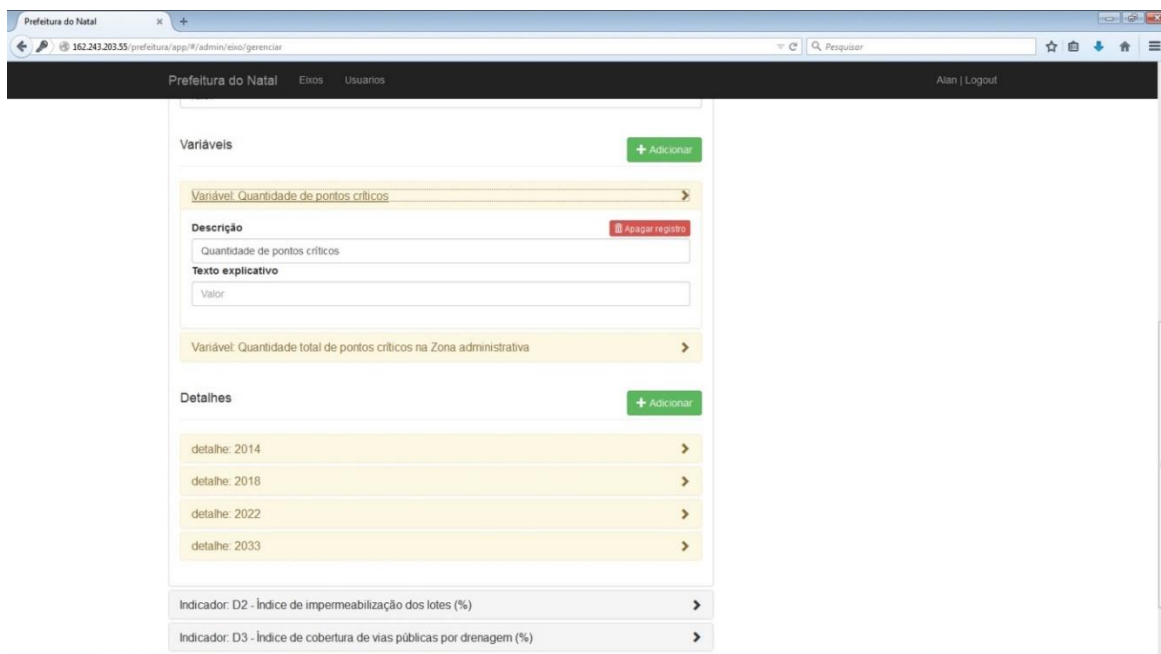 Prefeitura do Natal
162.243.203.55/prefeitura/app/#/admin/eixo/gerenciar
Pesquisar
Prefeitura do Natal Eixos Usuarios Alan | Logout
Variáveis
Adicionar
Variável: Quantidade de pontos críticos
Descrição
Apagar registro
Quantidade de pontos críticos
Texto explicativo
Valor
Variável: Quantidade total de pontos críticos na Zona administrativa
Detalhes
Adicionar
detalhe: 2014
detalhe: 2018
detalhe: 2022
detalhe: 2033
Indicador: D2 - Índice de impermeabilização dos lotes (%)
Indicador: D3 - Índice de cobertura de vias públicas por drenagem (%)